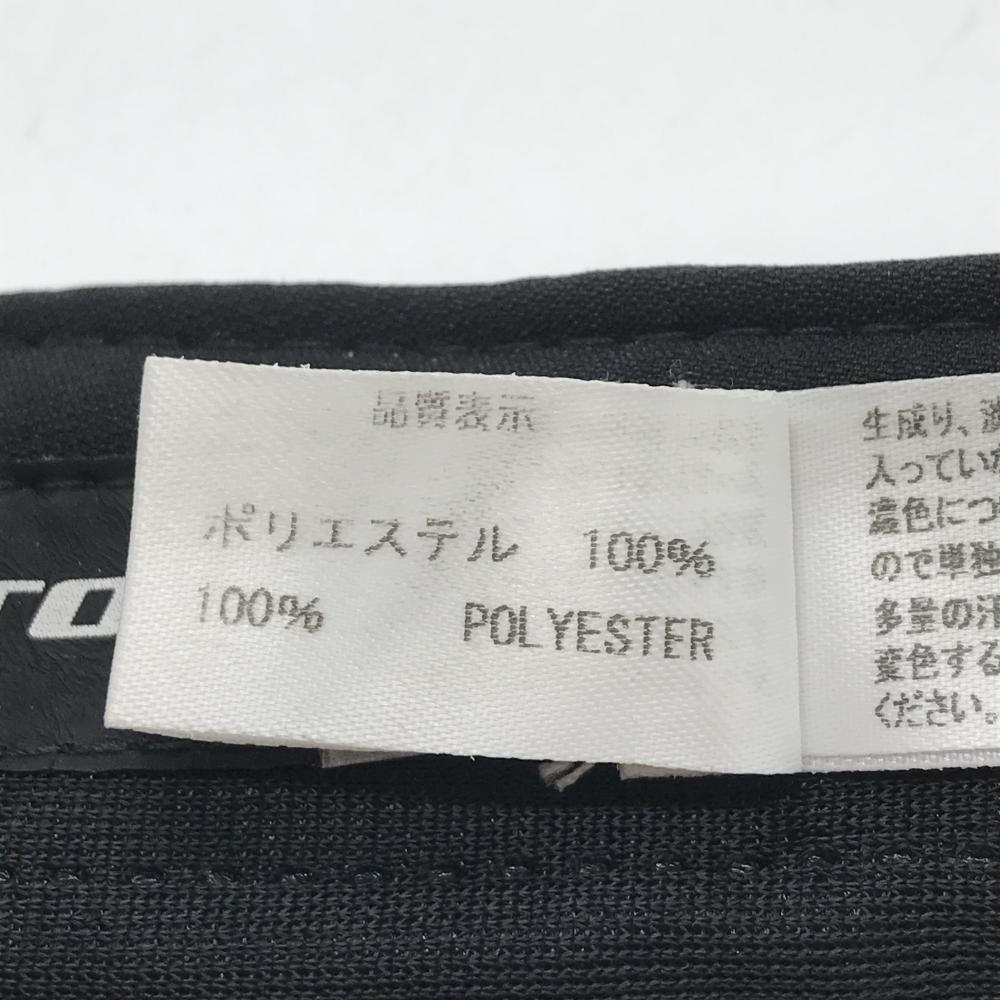 品質表示
ポリエステル 100%
100% POLYESTER
TO
生成り、
入ってい
濃色につ
ので単独
多量の汗
変色する
ください。